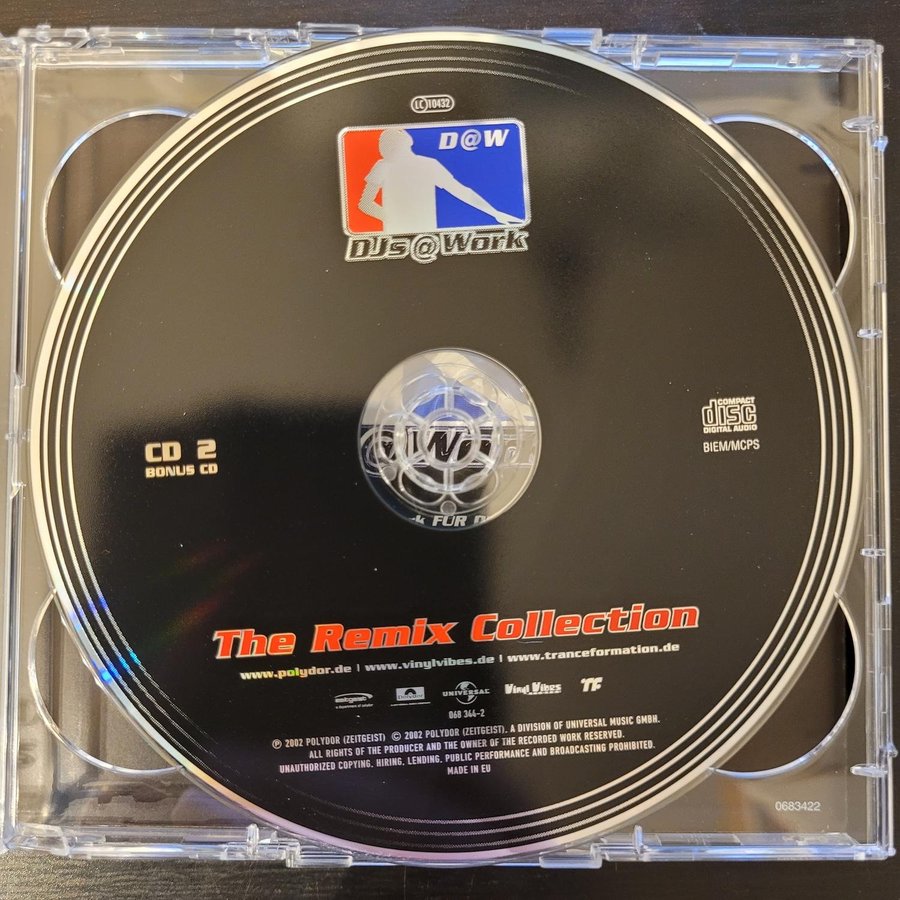 LC 10432
D@W
DJs@Work
COMPACT
disc
DIGITAL AUDIO
BIEM/MCPS
CD 2
BONUS CD
k FÜR D
The Remix Collection
www.polydor.de | www.vinylvibes.de | www.tranceformation.de
zeitgeist Polydor UNIVERSAL Vinyl Vibes TF
068 344-2
℗ 2002 POLYDOR (ZEITGEIST) © 2002 POLYDOR (ZEITGEIST), A DIVISION OF UNIVERSAL MUSIC GMBH.
ALL RIGHTS OF THE PRODUCER AND THE OWNER OF THE RECORDED WORK RESERVED.
UNAUTHORIZED COPYING, HIRING, LENDING, PUBLIC PERFORMANCE AND BROADCASTING PROHIBITED.
MADE IN EU
0683422